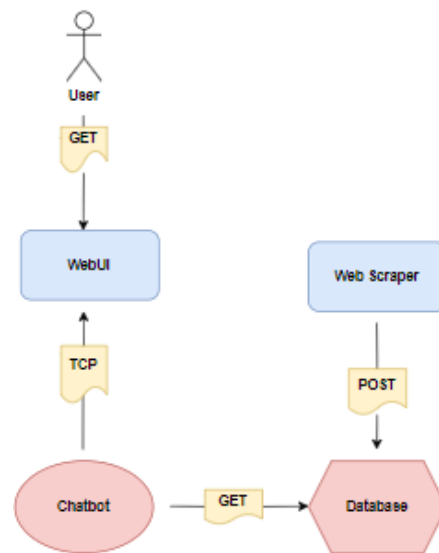 User
GET
WebUI
Web Scraper
TCP
POST
Chatbot
GET
Database